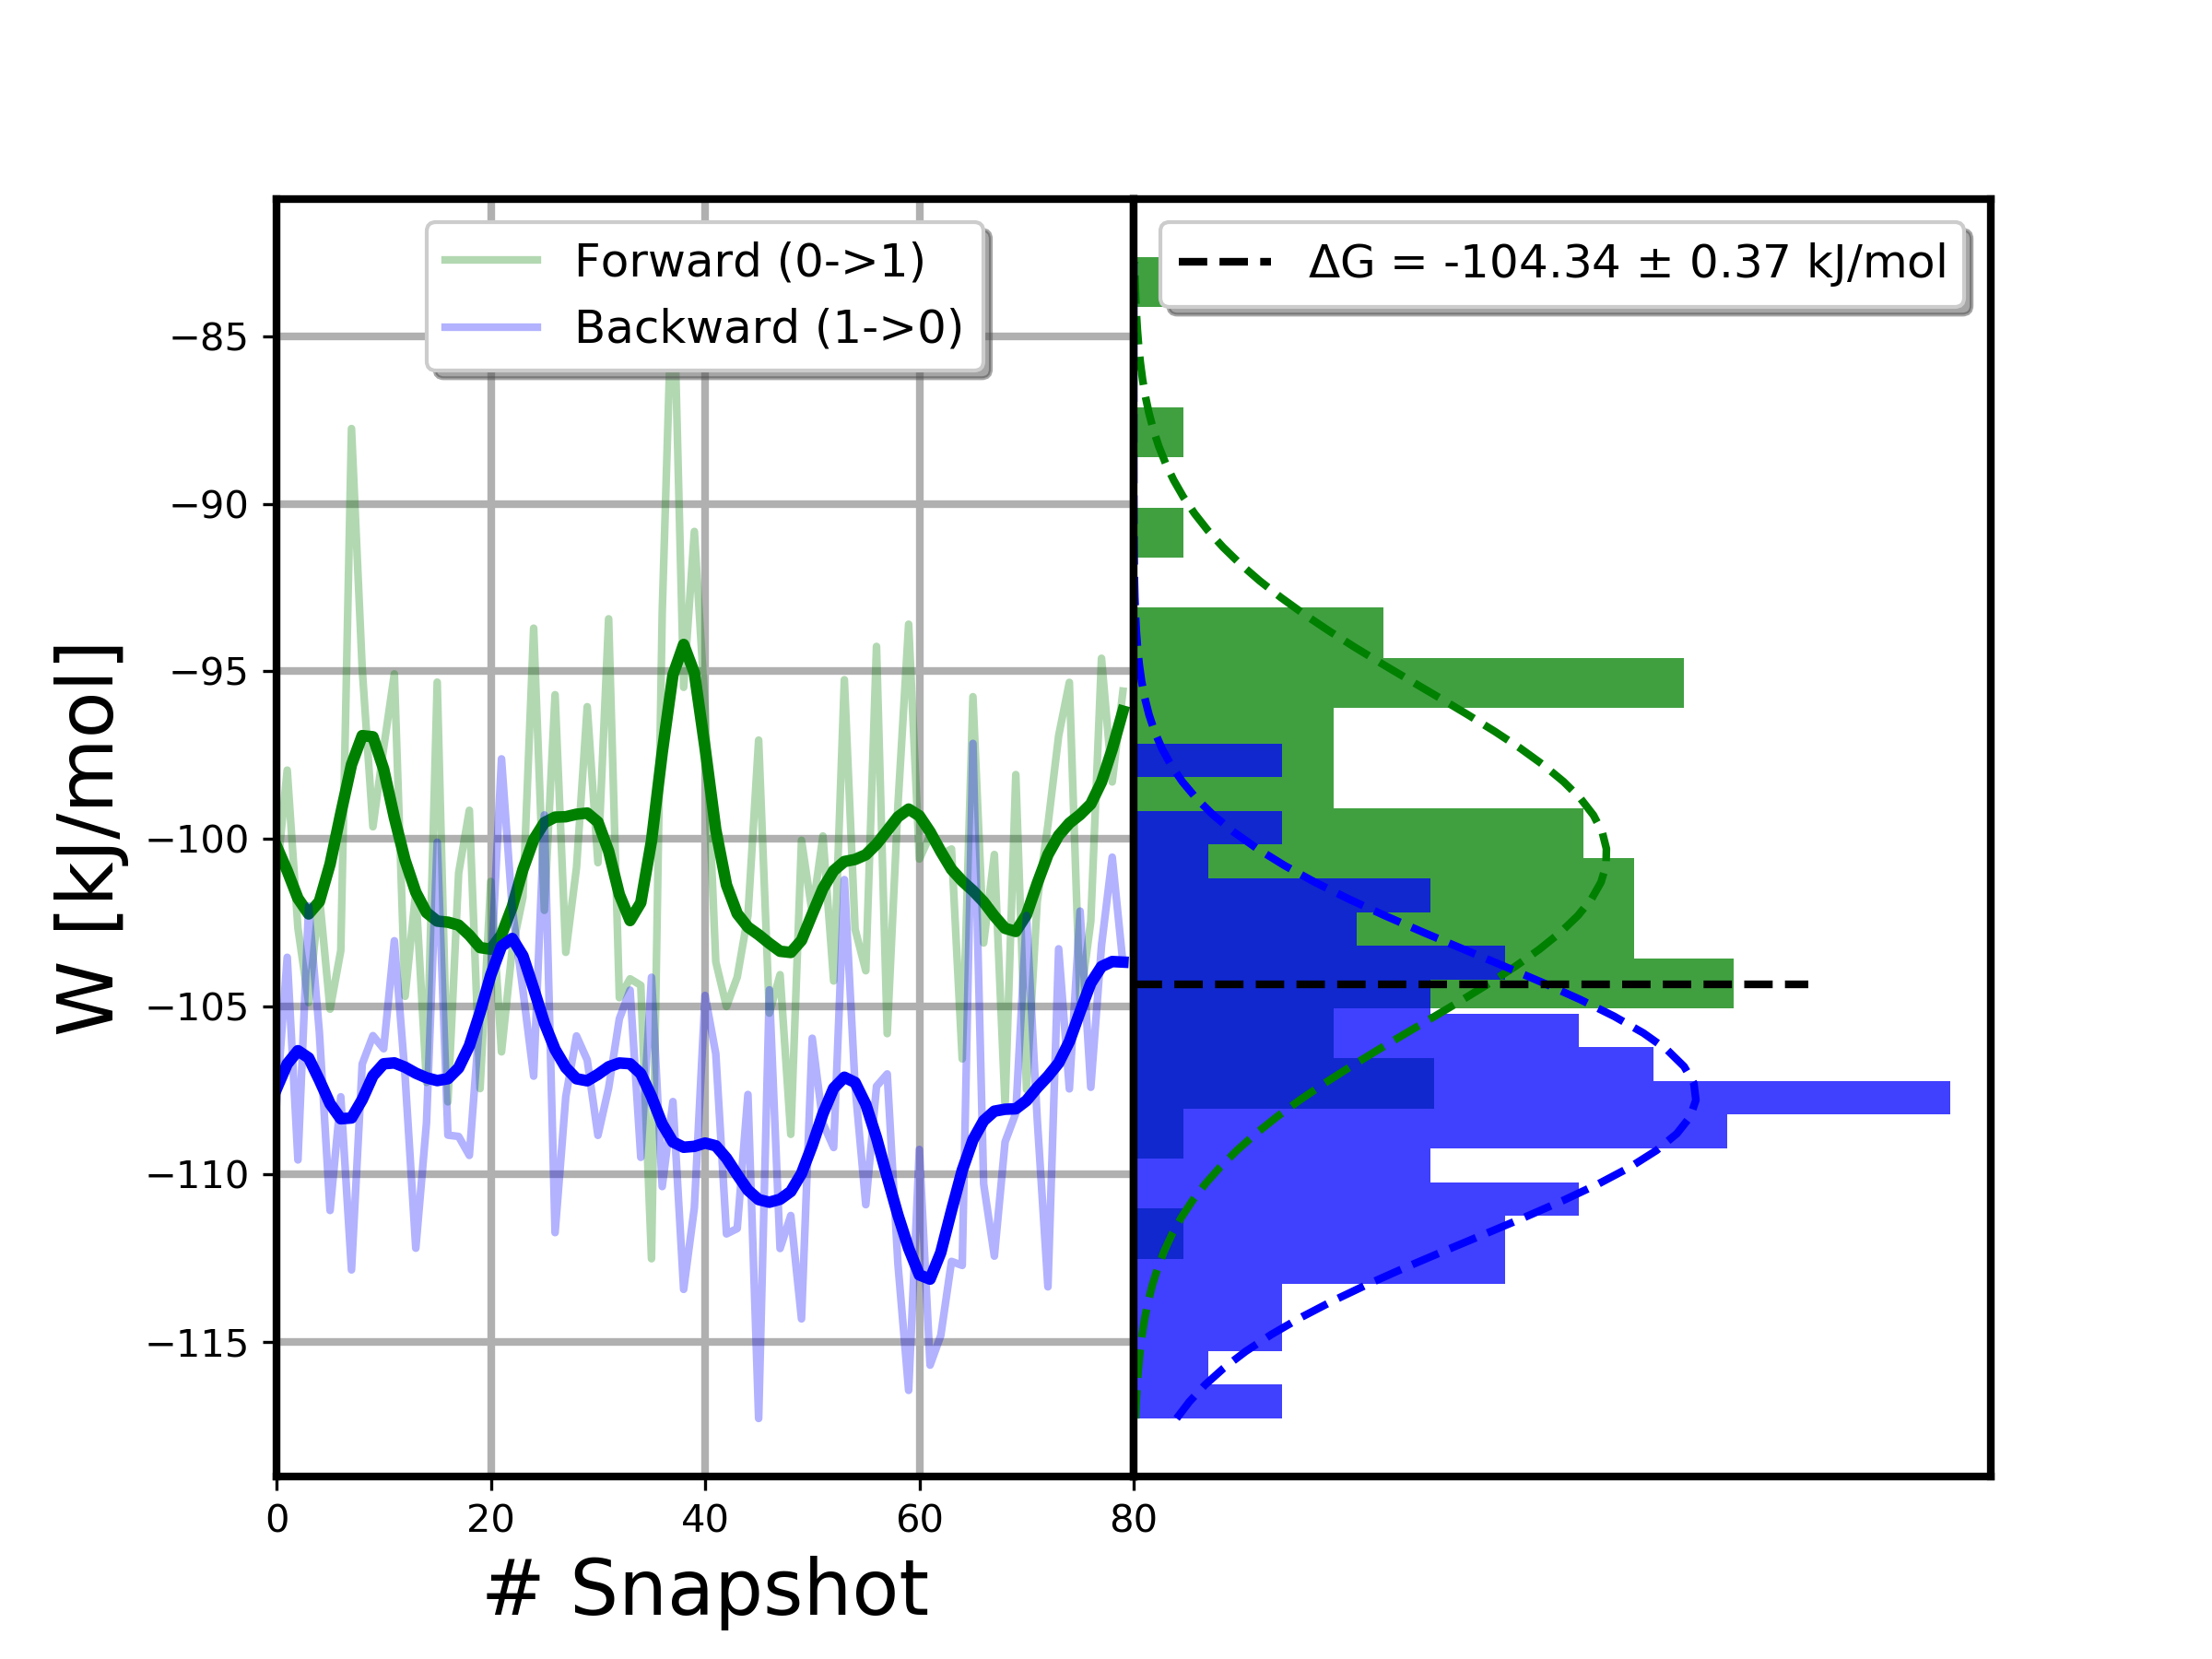 Forward (0->1)
Backward (1->0)
ΔG = -104.34 ± 0.37 kJ/mol
W [kJ/mol]
−85
−90
−95
−100
−105
−110
−115
0 20 40 60 80
# Snapshot